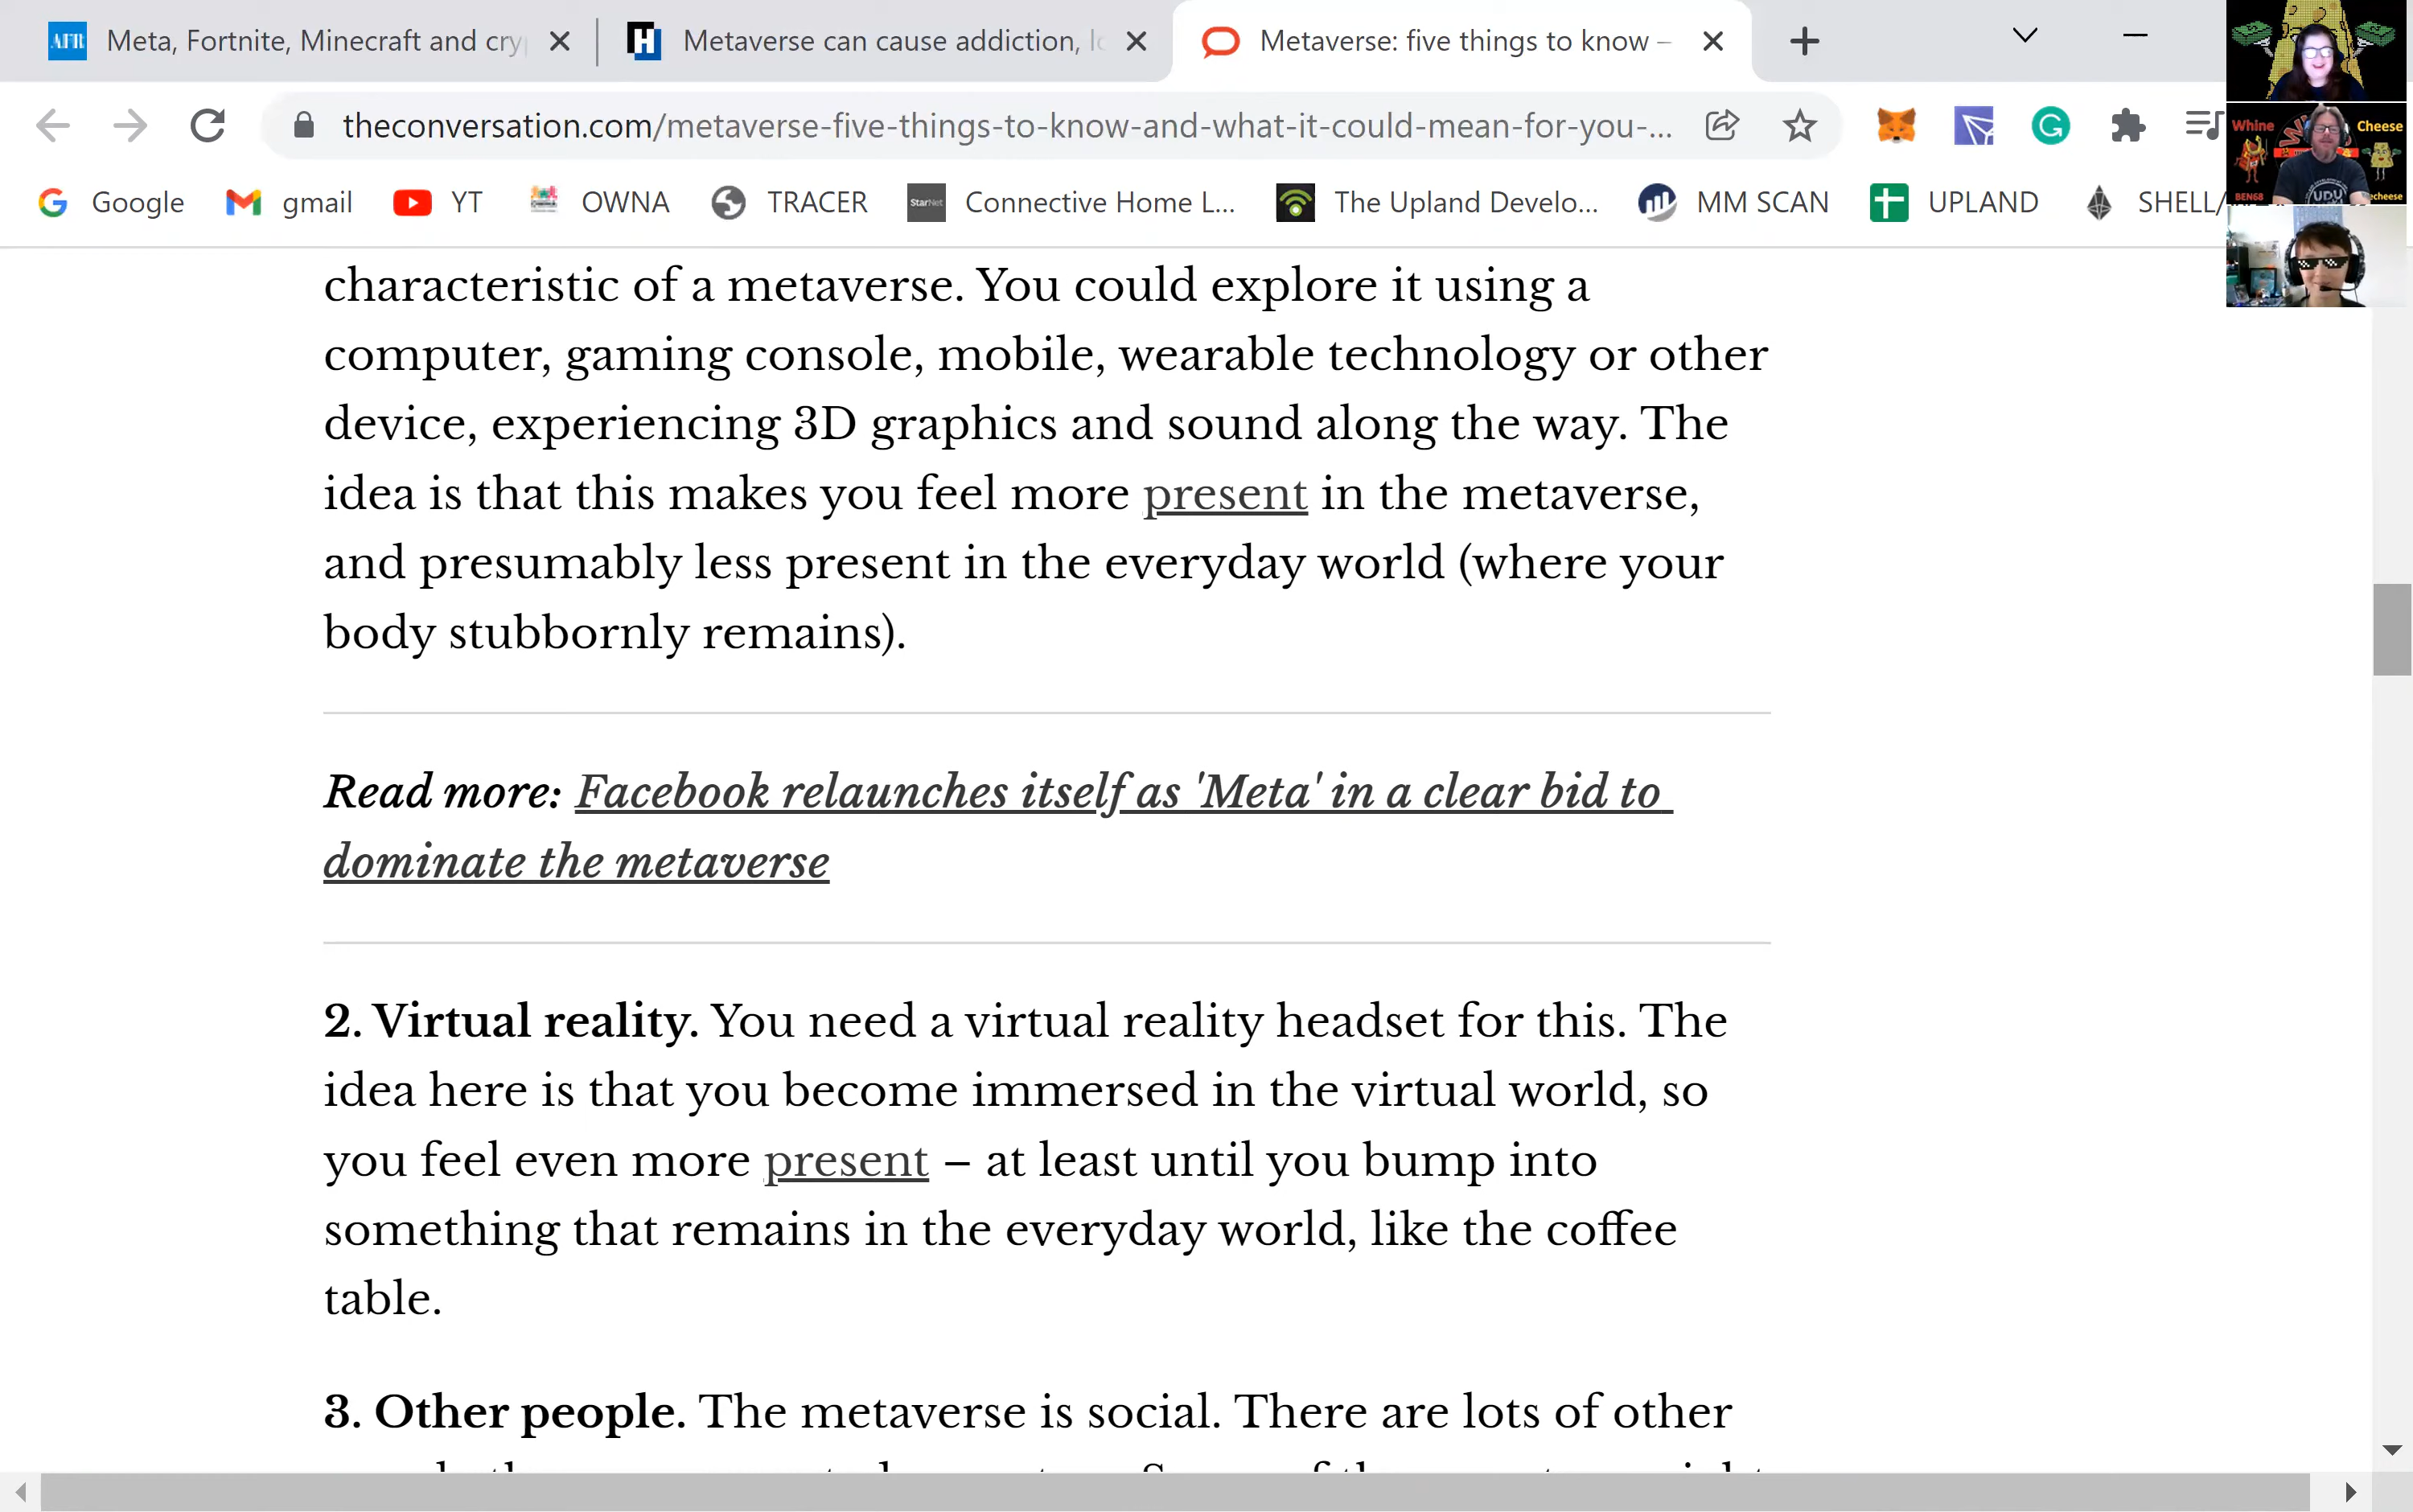 Meta, Fortnite, Minecraft and cry
Metaverse can cause addiction, lo
Metaverse: five things to know –
theconversation.com/metaverse-five-things-to-know-and-what-it-could-mean-for-you-...
Google
gmail
YT
OWNA
TRACER
StarNet
Connective Home L...
The Upland Develo...
MM SCAN
UPLAND
SHELL/
AFR
H
Whine
Cheese
BEN68
UDU
echeese
characteristic of a metaverse. You could explore it using a
computer, gaming console, mobile, wearable technology or other
device, experiencing 3D graphics and sound along the way. The
idea is that this makes you feel more present in the metaverse,
and presumably less present in the everyday world (where your
body stubbornly remains).
Read more: Facebook relaunches itself as 'Meta' in a clear bid to
dominate the metaverse
2. Virtual reality. You need a virtual reality headset for this. The
idea here is that you become immersed in the virtual world, so
you feel even more present – at least until you bump into
something that remains in the everyday world, like the coffee
table.
3. Other people. The metaverse is social. There are lots of other